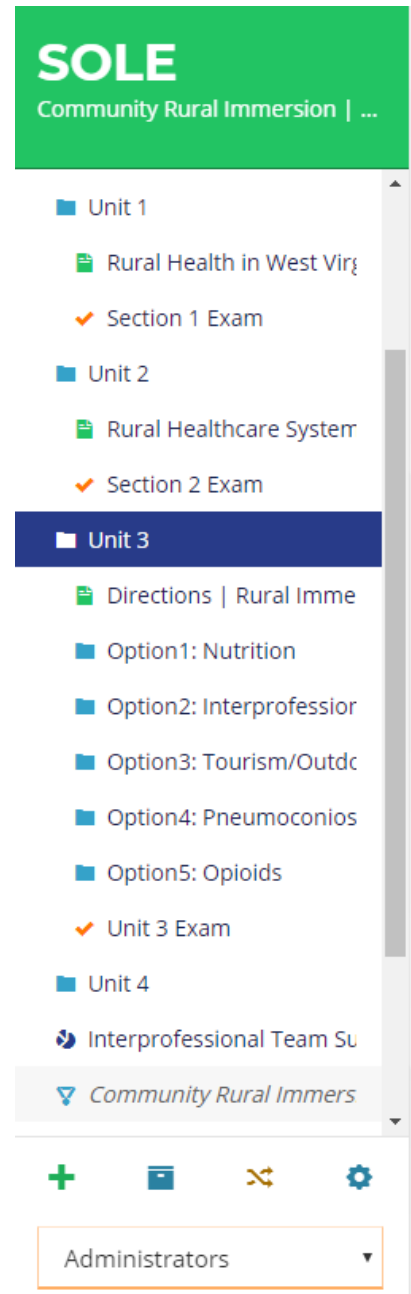 SOLE
Community Rural Immersion | ...
Unit 1
Rural Health in West Virg
Section 1 Exam
Unit 2
Rural Healthcare System
Section 2 Exam
Unit 3
Directions | Rural Imme
Option1: Nutrition
Option2: Interprofession
Option3: Tourism/Outdo
Option4: Pneumoconios
Option5: Opioids
Unit 3 Exam
Unit 4
Interprofessional Team Su
Community Rural Immers
Administrators